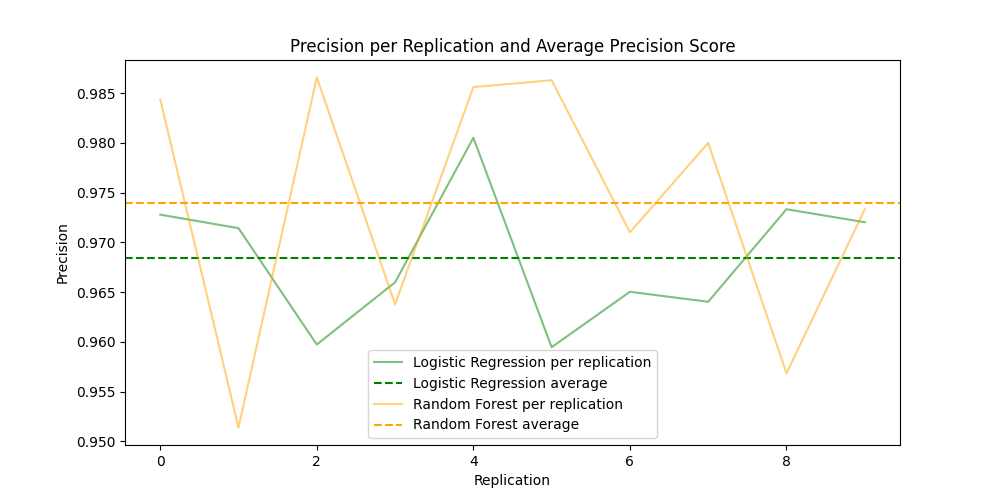 Precision per Replication and Average Precision Score
0.985
0.980
0.975
0.970
0.965
0.960
0.955
0.950
Precision
Logistic Regression per replication
Logistic Regression average
Random Forest per replication
Random Forest average
0 2 4 6 8
Replication